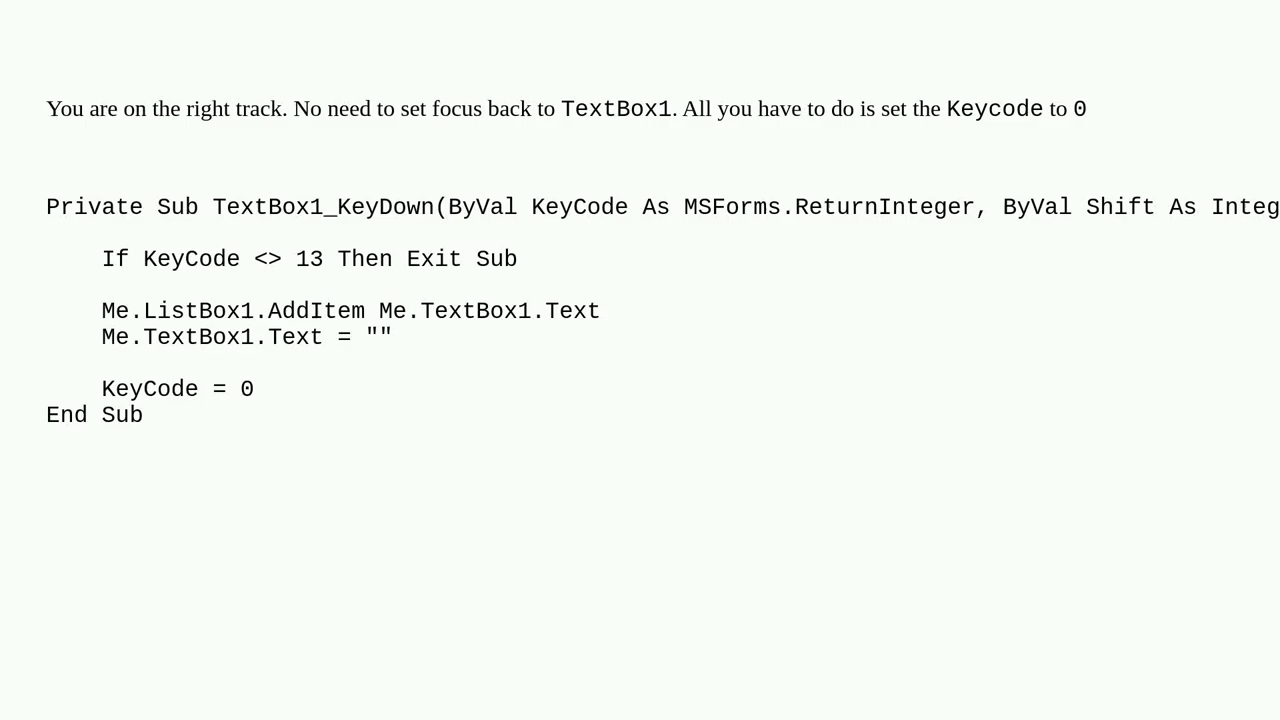 You are on the right track. No need to set focus back to TextBox1. All you have to do is set the Keycode to 0
Private Sub TextBox1_KeyDown(ByVal KeyCode As MSForms.ReturnInteger, ByVal Shift As Integ
If KeyCode <> 13 Then Exit Sub
Me.ListBox1.AddItem Me.TextBox1.Text
Me.TextBox1.Text = ""
KeyCode = 0
End Sub